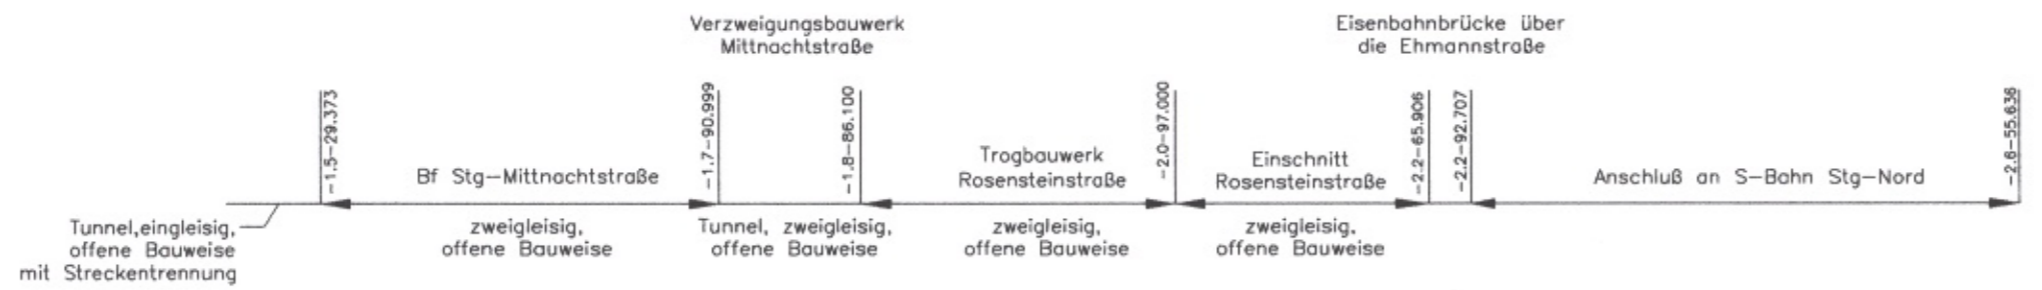 Verzweigungsbauwerk
Mittnachtstraße
Eisenbahnbrücke über
die Ehmannstraße
-1.5-29.373
-1.7-90.999
-1.8-86.100
-2.0-97.000
-2.2-65.906
-2.2-92.707
-2.6-55.636
Bf Stg-Mittnachtstraße
Trogbauwerk
Rosensteinstraße
Einschnitt
Rosensteinstraße
Anschluß an S-Bahn Stg-Nord
Tunnel,eingleisig,
offene Bauweise
mit Streckentrennung
zweigleisig,
offene Bauweise
Tunnel, zweigleisig,
offene Bauweise
zweigleisig,
offene Bauweise
zweigleisig,
offene Bauweise